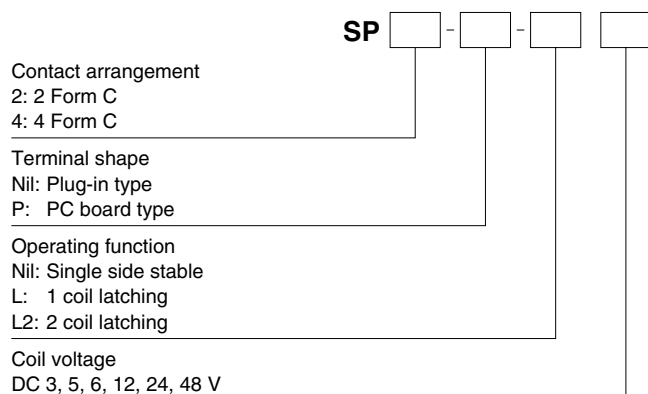 SP - -
Contact arrangement
2: 2 Form C
4: 4 Form C
Terminal shape
Nil: Plug-in type
P: PC board type
Operating function
Nil: Single side stable
L: 1 coil latching
L2: 2 coil latching
Coil voltage
DC 3, 5, 6, 12, 24, 48 V